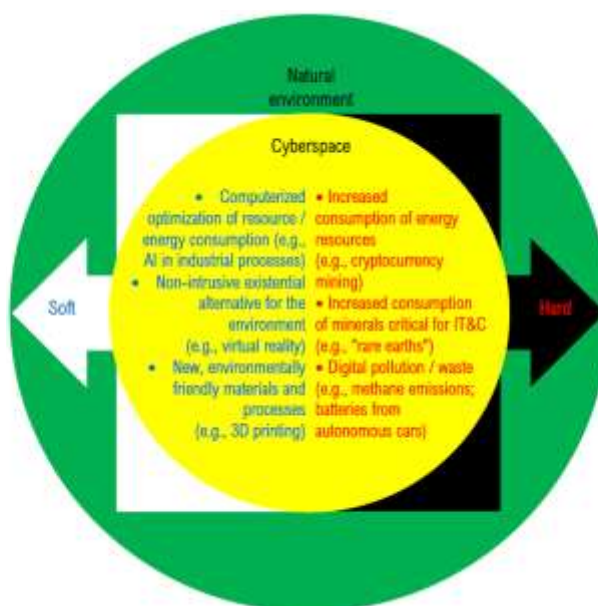 Natural
environment
Cyberspace
• Computerized
optimization of resource /
energy consumption (e.g.,
AI in industrial processes)
• Non-intrusive existential
alternative for the
environment
(e.g., virtual reality)
• New, environmentally
friendly materials and
processes
(e.g., 3D printing)
• Increased
consumption of energy
resources
(e.g., cryptocurrency
mining)
• Increased consumption
of minerals critical for IT&C
(e.g., "rare earths")
• Digital pollution / waste
(e.g., methane emissions;
batteries from
autonomous cars)
Soft
Hard